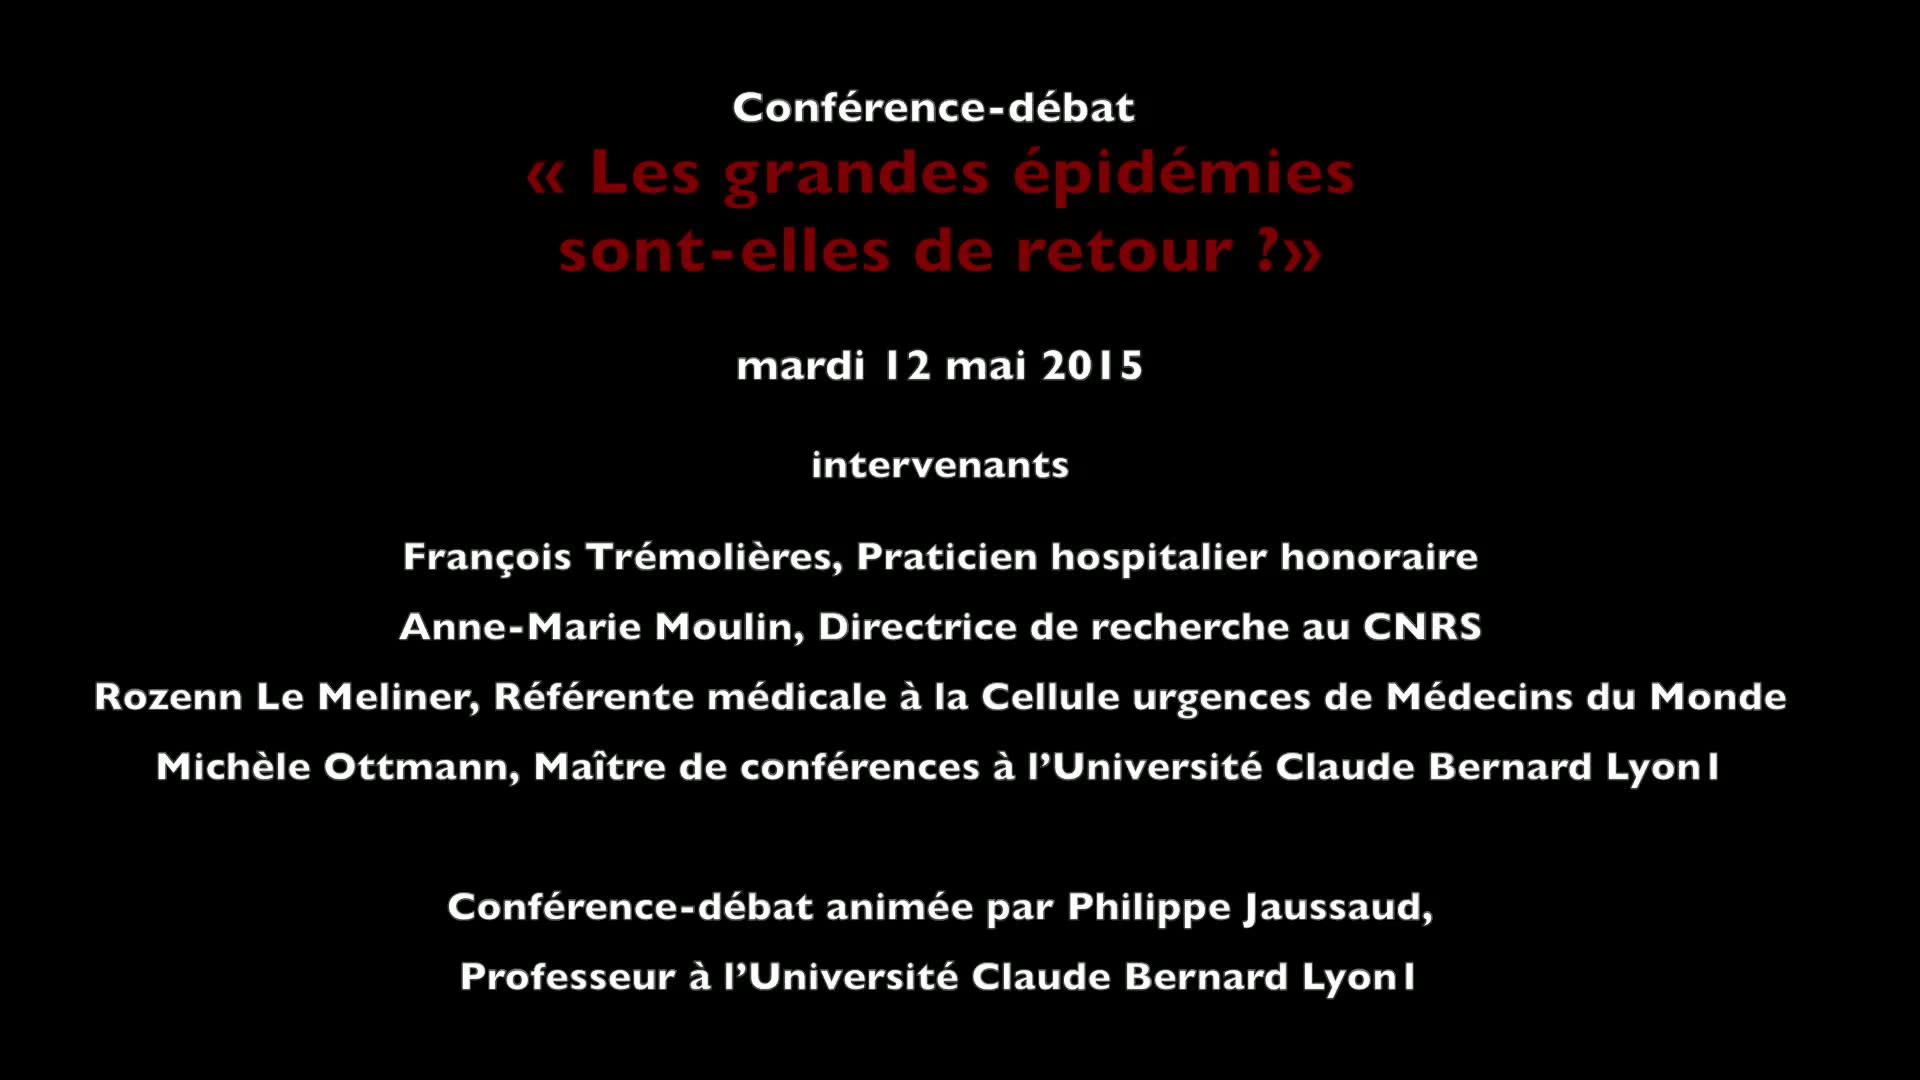 Conférence-débat
« Les grandes épidémies
sont-elles de retour ?»
mardi 12 mai 2015
intervenants
François Trémolières, Praticien hospitalier honoraire
Anne-Marie Moulin, Directrice de recherche au CNRS
Rozenn Le Meliner, Référente médicale à la Cellule urgences de Médecins du Monde
Michèle Ottmann, Maître de conférences à l’Université Claude Bernard Lyon1
Conférence-débat animée par Philippe Jaussaud,
Professeur à l’Université Claude Bernard Lyon1